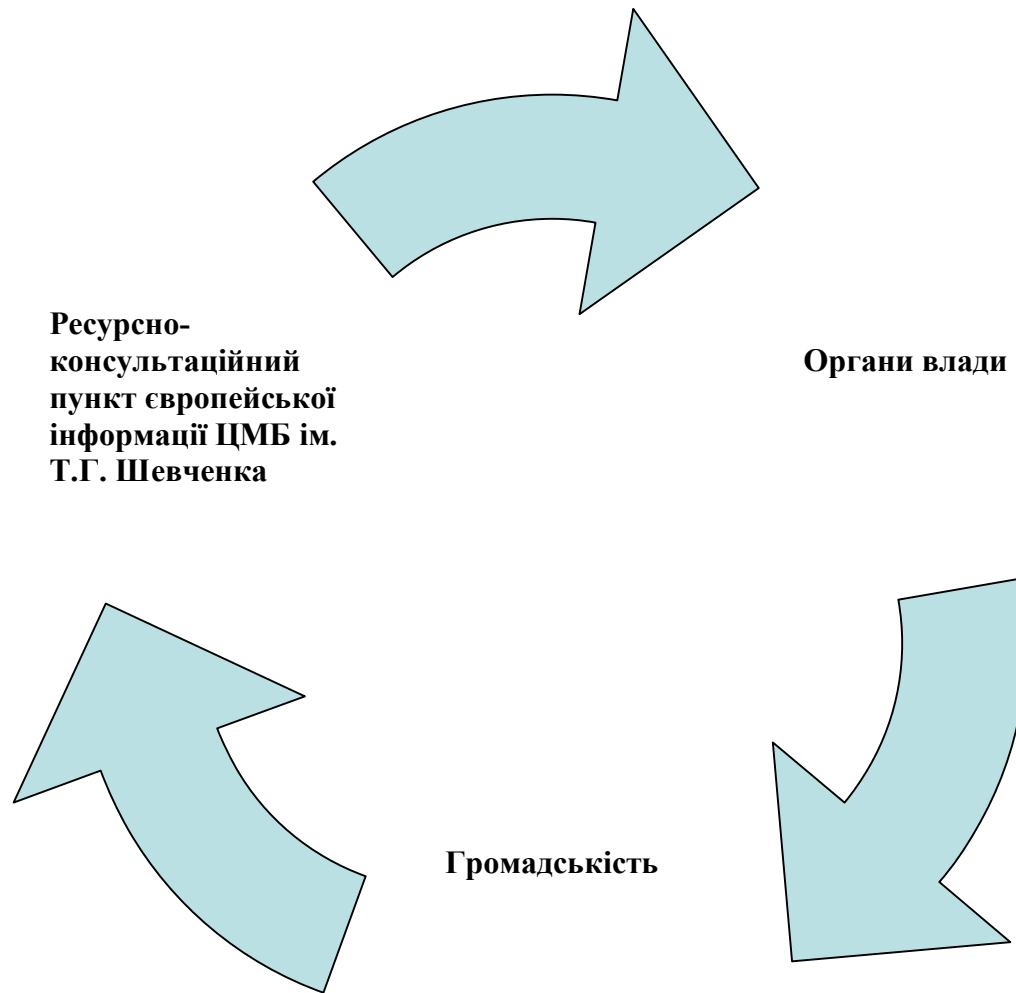 Ресурсно-
консультаційний
пункт європейської
інформації ЦМБ ім.
Т.Г. Шевченка
Органи влади
Громадськість